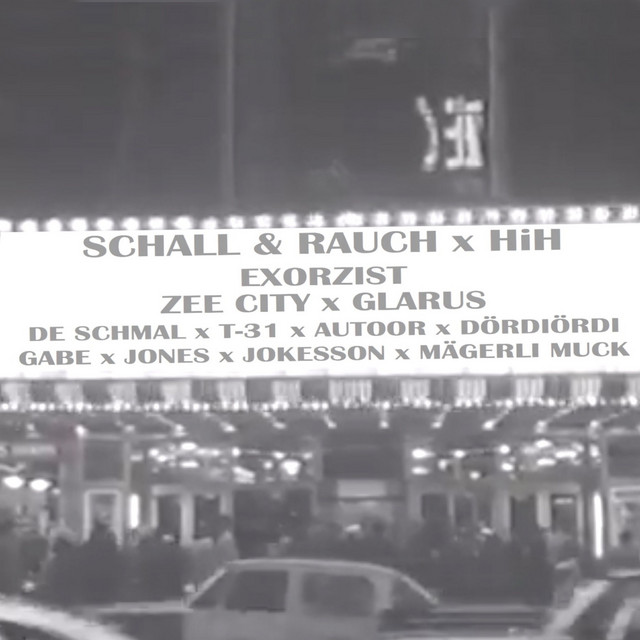 SCHALL & RAUCH x HiH
EXORZIST
ZEE CITY x GLARUS
DE SCHMAL x T-31 x AUTOOR x DÖRDIÖRDI
GABE x JONES x JOKESSON x MÄGERLI MUCK